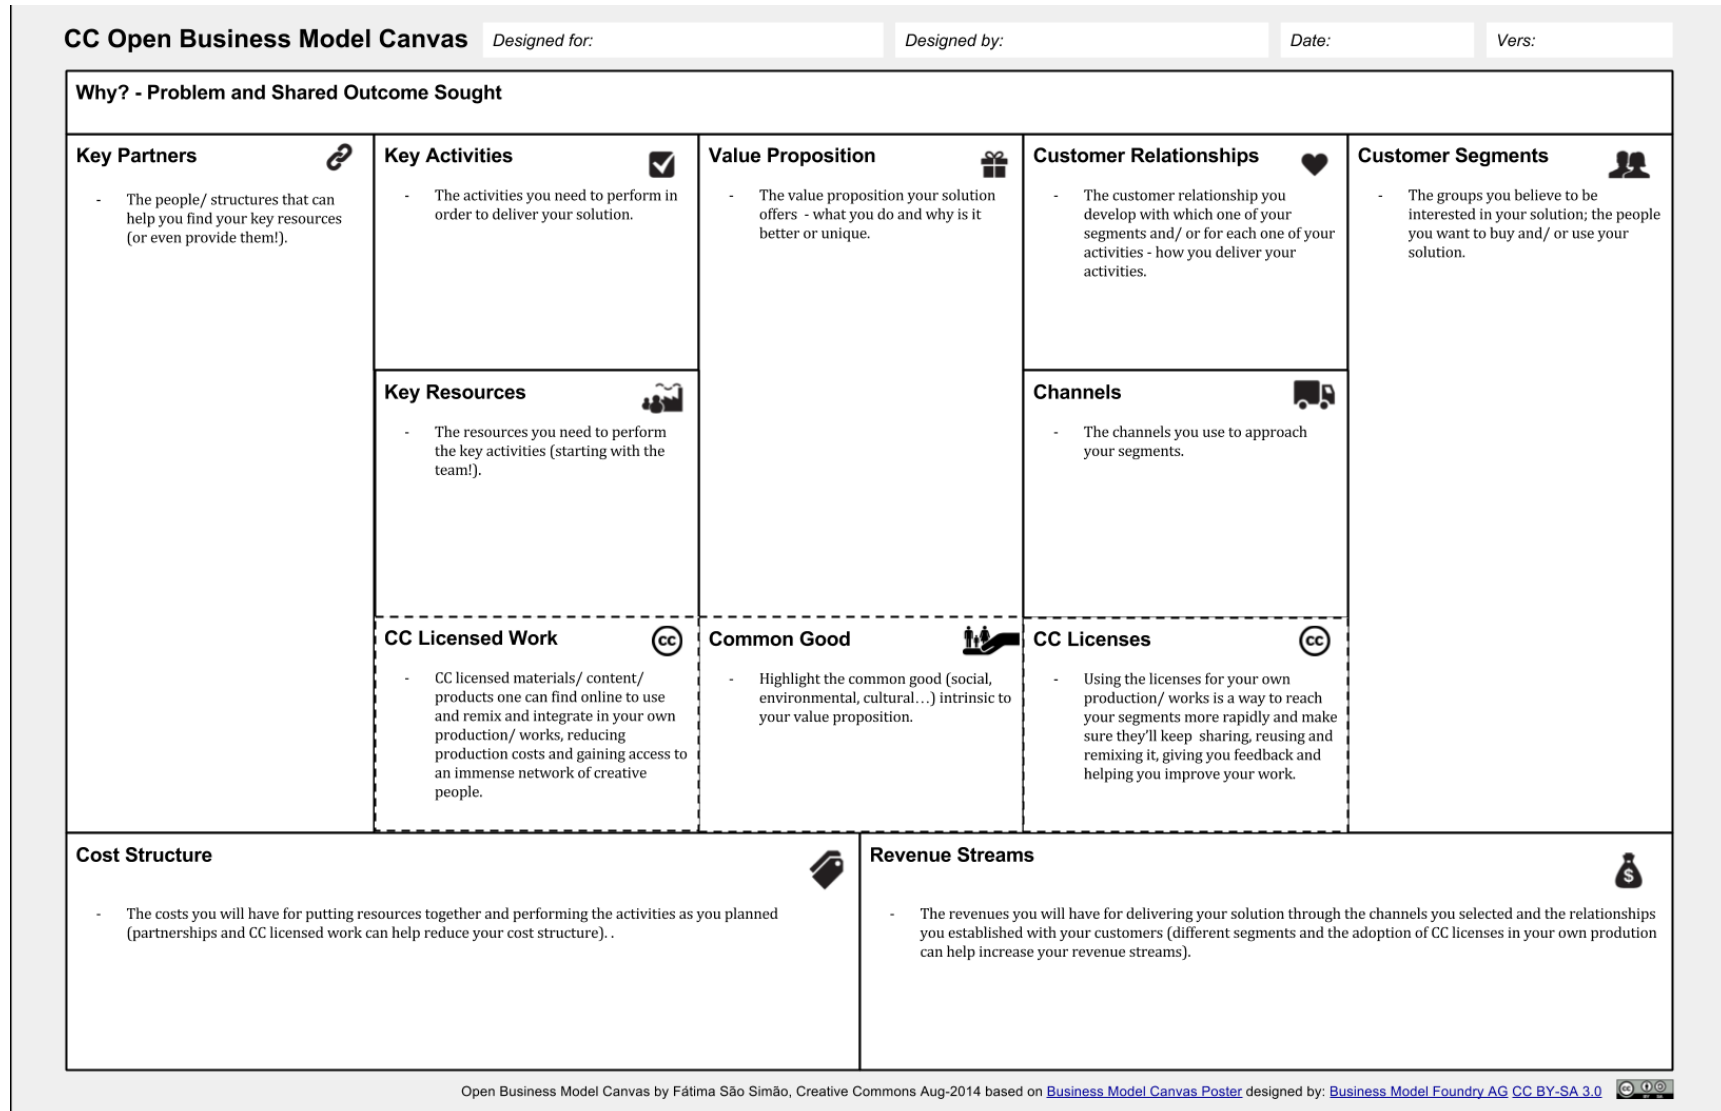 CC Open Business Model Canvas
Designed for:
Designed by:
Date:
Vers:
Why? - Problem and Shared Outcome Sought
Key Partners
- The people/ structures that can
help you find your key resources
(or even provide them!).
Key Activities
- The activities you need to perform in
order to deliver your solution.
Key Resources
- The resources you need to perform
the key activities (starting with the
team!).
CC Licensed Work
cc
- CC licensed materials/ content/
products one can find online to use
and remix and integrate in your own
production/ works, reducing
production costs and gaining access to
an immense network of creative
people.
Value Proposition
- The value proposition your solution
offers - what you do and why is it
better or unique.
Common Good
- Highlight the common good (social,
environmental, cultural…) intrinsic to
your value proposition.
Customer Relationships
- The customer relationship you
develop with which one of your
segments and/ or for each one of your
activities - how you deliver your
activities.
Channels
- The channels you use to approach
your segments.
CC Licenses
cc
- Using the licenses for your own
production/ works is a way to reach
your segments more rapidly and make
sure they'll keep sharing, reusing and
remixing it, giving you feedback and
helping you improve your work.
Customer Segments
- The groups you believe to be
interested in your solution; the people
you want to buy and/ or use your
solution.
Cost Structure
- The costs you will have for putting resources together and performing the activities as you planned
(partnerships and CC licensed work can help reduce your cost structure). .
Revenue Streams
$
- The revenues you will have for delivering your solution through the channels you selected and the relationships
you established with your customers (different segments and the adoption of CC licenses in your own prodution
can help increase your revenue streams).
Open Business Model Canvas by Fátima São Simão, Creative Commons Aug-2014 based on Business Model Canvas Poster designed by: Business Model Foundry AG CC BY-SA 3.0
cc
BY SA